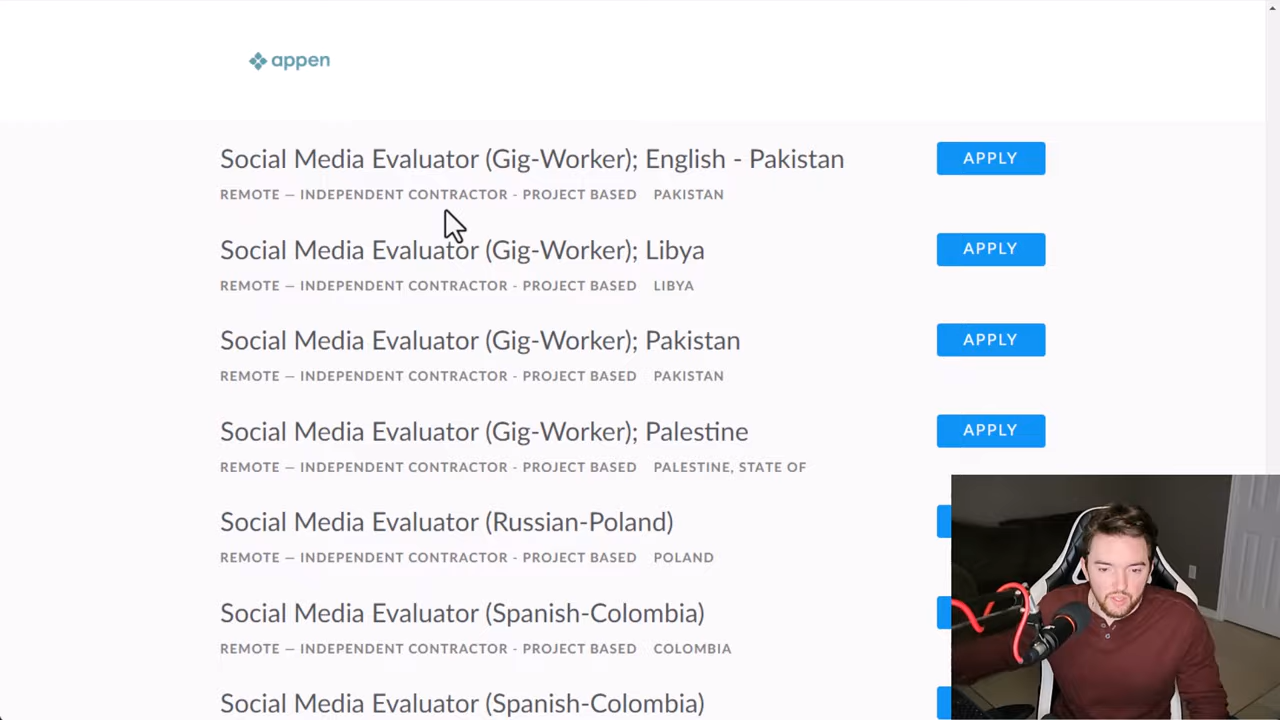 appen
Social Media Evaluator (Gig-Worker); English - Pakistan
APPLY
REMOTE — INDEPENDENT CONTRACTOR - PROJECT BASED PAKISTAN
Social Media Evaluator (Gig-Worker); Libya
APPLY
REMOTE — INDEPENDENT CONTRACTOR - PROJECT BASED LIBYA
Social Media Evaluator (Gig-Worker); Pakistan
APPLY
REMOTE — INDEPENDENT CONTRACTOR - PROJECT BASED PAKISTAN
Social Media Evaluator (Gig-Worker); Palestine
APPLY
REMOTE — INDEPENDENT CONTRACTOR - PROJECT BASED PALESTINE, STATE OF
Social Media Evaluator (Russian-Poland)
REMOTE — INDEPENDENT CONTRACTOR - PROJECT BASED POLAND
Social Media Evaluator (Spanish-Colombia)
REMOTE — INDEPENDENT CONTRACTOR - PROJECT BASED COLOMBIA
Social Media Evaluator (Spanish-Colombia)